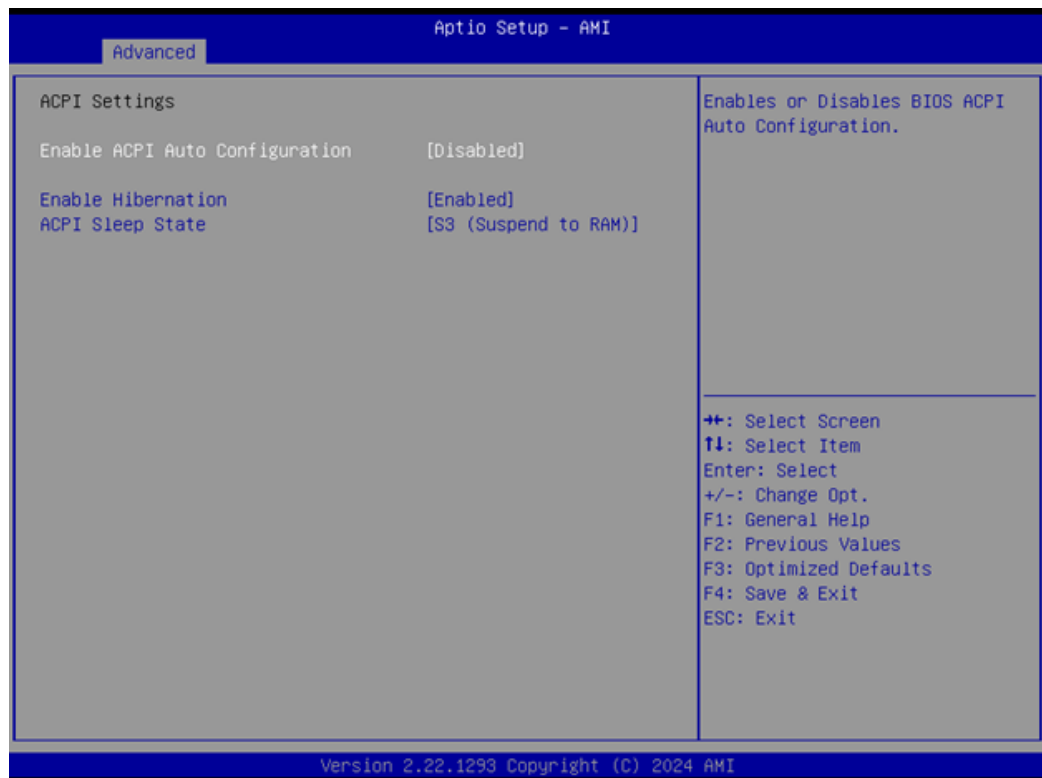 Aptio Setup – AMI
Advanced
ACPI Settings
Enable ACPI Auto Configuration [Disabled]
Enable Hibernation [Enabled]
ACPI Sleep State [S3 (Suspend to RAM)]
Enables or Disables BIOS ACPI
Auto Configuration.
→←: Select Screen
↑↓: Select Item
Enter: Select
+/-: Change Opt.
F1: General Help
F2: Previous Values
F3: Optimized Defaults
F4: Save & Exit
ESC: Exit
Version 2.22.1293 Copyright (C) 2024 AMI